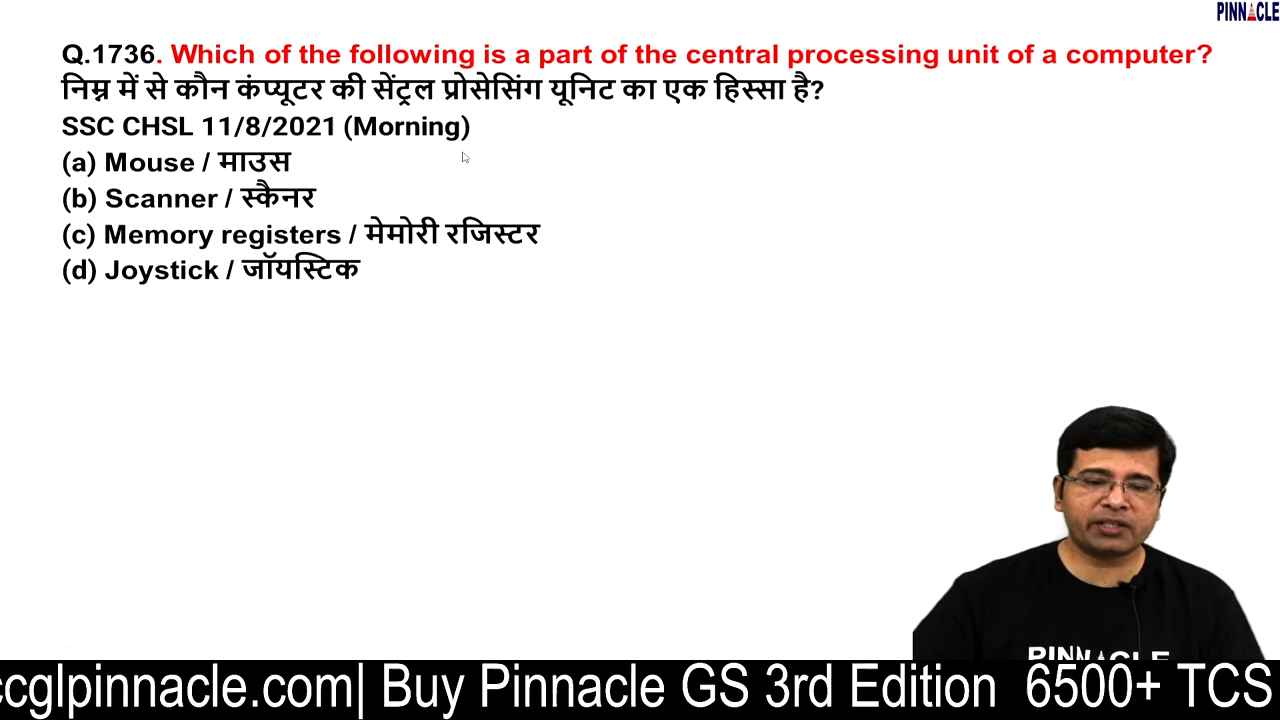 PINNACLE
Q.1736. Which of the following is a part of the central processing unit of a computer?
निम्न में से कौन कंप्यूटर की सेंट्रल प्रोसेसिंग यूनिट का एक हिस्सा है?
SSC CHSL 11/8/2021 (Morning)
(a) Mouse / माउस
(b) Scanner / स्कैनर
(c) Memory registers / मेमोरी रजिस्टर
(d) Joystick / जॉयस्टिक
PINNACLE
ccglpinnacle.com| Buy Pinnacle GS 3rd Edition 6500+ TCS